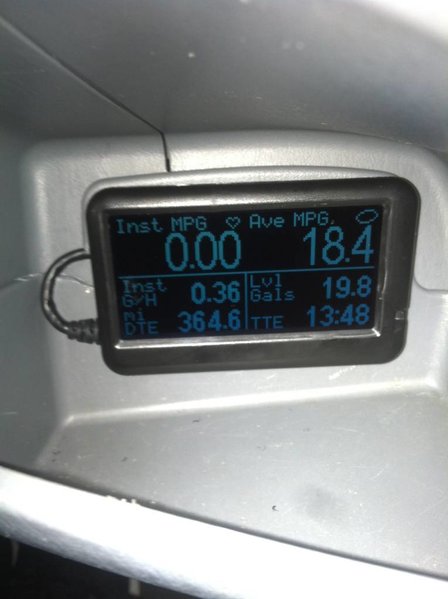 Inst MPG ♡ Ave MPG.
0.00 18.4
Inst G/H 0.36 Lvl Gals 19.8
mi DTE 364.6 TTE 13:48